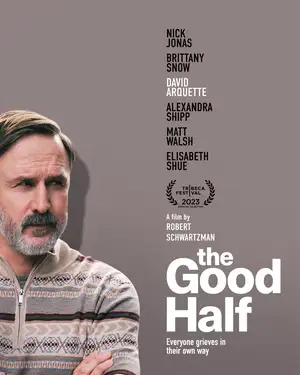 NICK
JONAS
BRITTANY
SNOW
DAVID
ARQUETTE
ALEXANDRA
SHIPP
MATT
WALSH
ELISABETH
SHUE
TRIBECA
FESTIVAL
2023
A film by
ROBERT
SCHWARTZMAN
the
Good
Half
Everyone grieves in
their own way